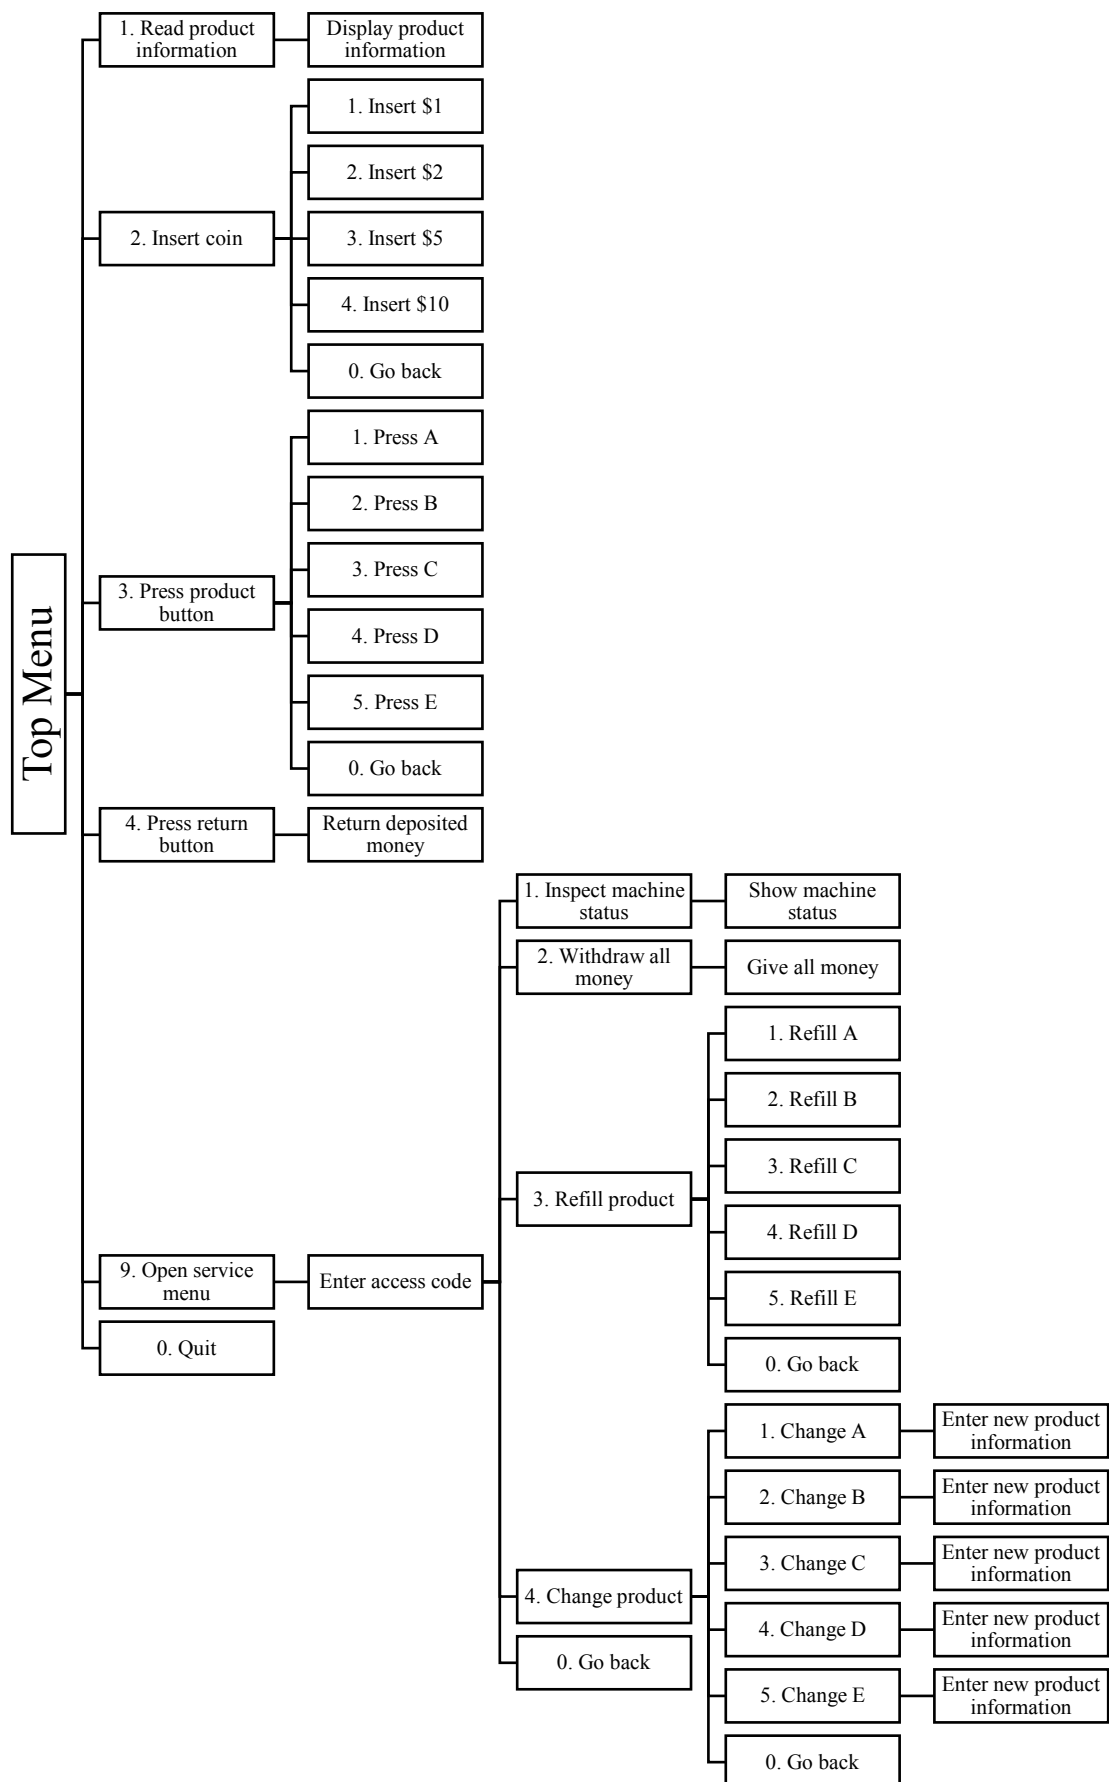 Top Menu
1. Read product
information
Display product
information
2. Insert coin
1. Insert $1
2. Insert $2
3. Insert $5
4. Insert $10
0. Go back
3. Press product
button
1. Press A
2. Press B
3. Press C
4. Press D
5. Press E
0. Go back
4. Press return
button
Return deposited
money
9. Open service
menu
Enter access code
1. Inspect machine
status
Show machine
status
2. Withdraw all
money
Give all money
3. Refill product
1. Refill A
2. Refill B
3. Refill C
4. Refill D
5. Refill E
0. Go back
4. Change product
1. Change A
Enter new product
information
2. Change B
Enter new product
information
3. Change C
Enter new product
information
4. Change D
Enter new product
information
5. Change E
Enter new product
information
0. Go back
0. Go back
0. Quit